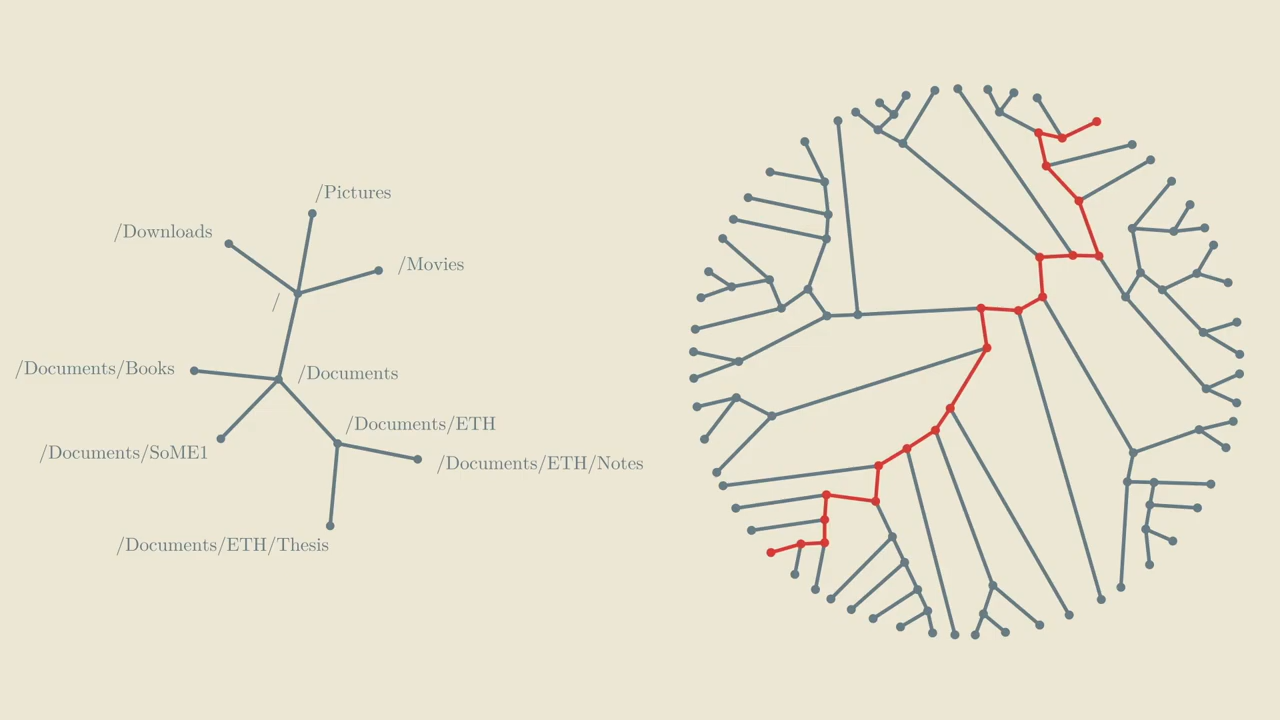 /Pictures
/Downloads
/Movies
/
/Documents/Books
/Documents
/Documents/ETH
/Documents/SoME1
/Documents/ETH/Notes
/Documents/ETH/Thesis